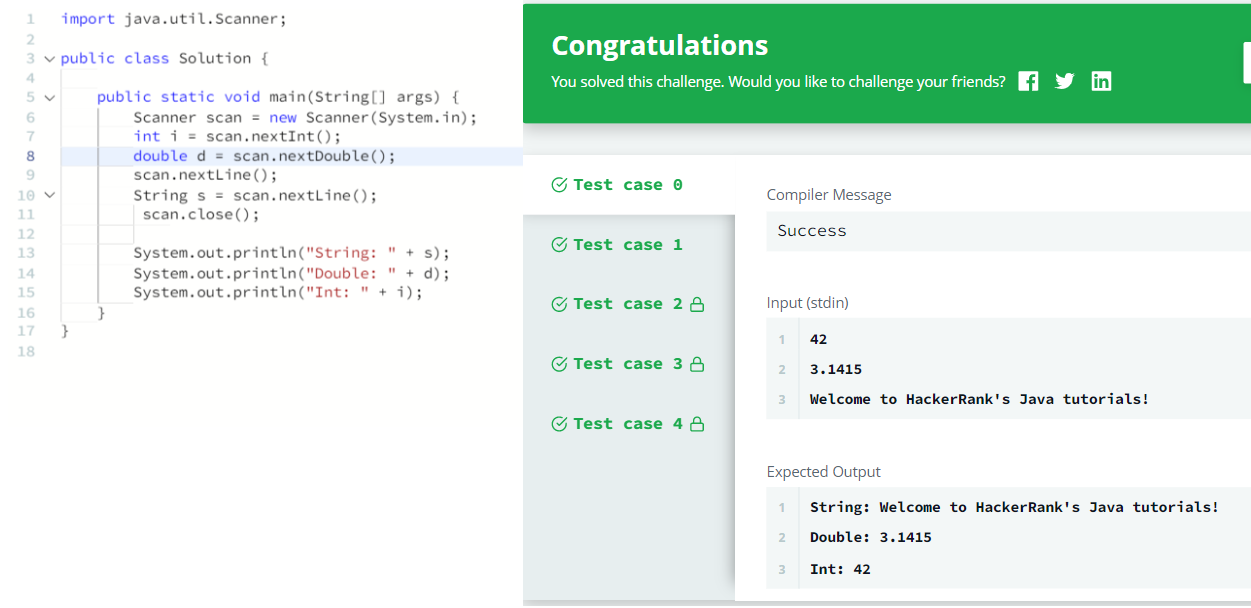 1 import java.util.Scanner;
2
3 public class Solution {
4
5 public static void main(String[] args) {
6 Scanner scan = new Scanner(System.in);
7 int i = scan.nextInt();
8 double d = scan.nextDouble();
9 scan.nextLine();
10 String s = scan.nextLine();
11 scan.close();
12
13 System.out.println("String: " + s);
14 System.out.println("Double: " + d);
15 System.out.println("Int: " + i);
16 }
17 }
18
Congratulations
You solved this challenge. Would you like to challenge your friends?
Test case 0
Test case 1
Test case 2
Test case 3
Test case 4
Compiler Message
Success
Input (stdin)
1 42
2 3.1415
3 Welcome to HackerRank's Java tutorials!
Expected Output
1 String: Welcome to HackerRank's Java tutorials!
2 Double: 3.1415
3 Int: 42